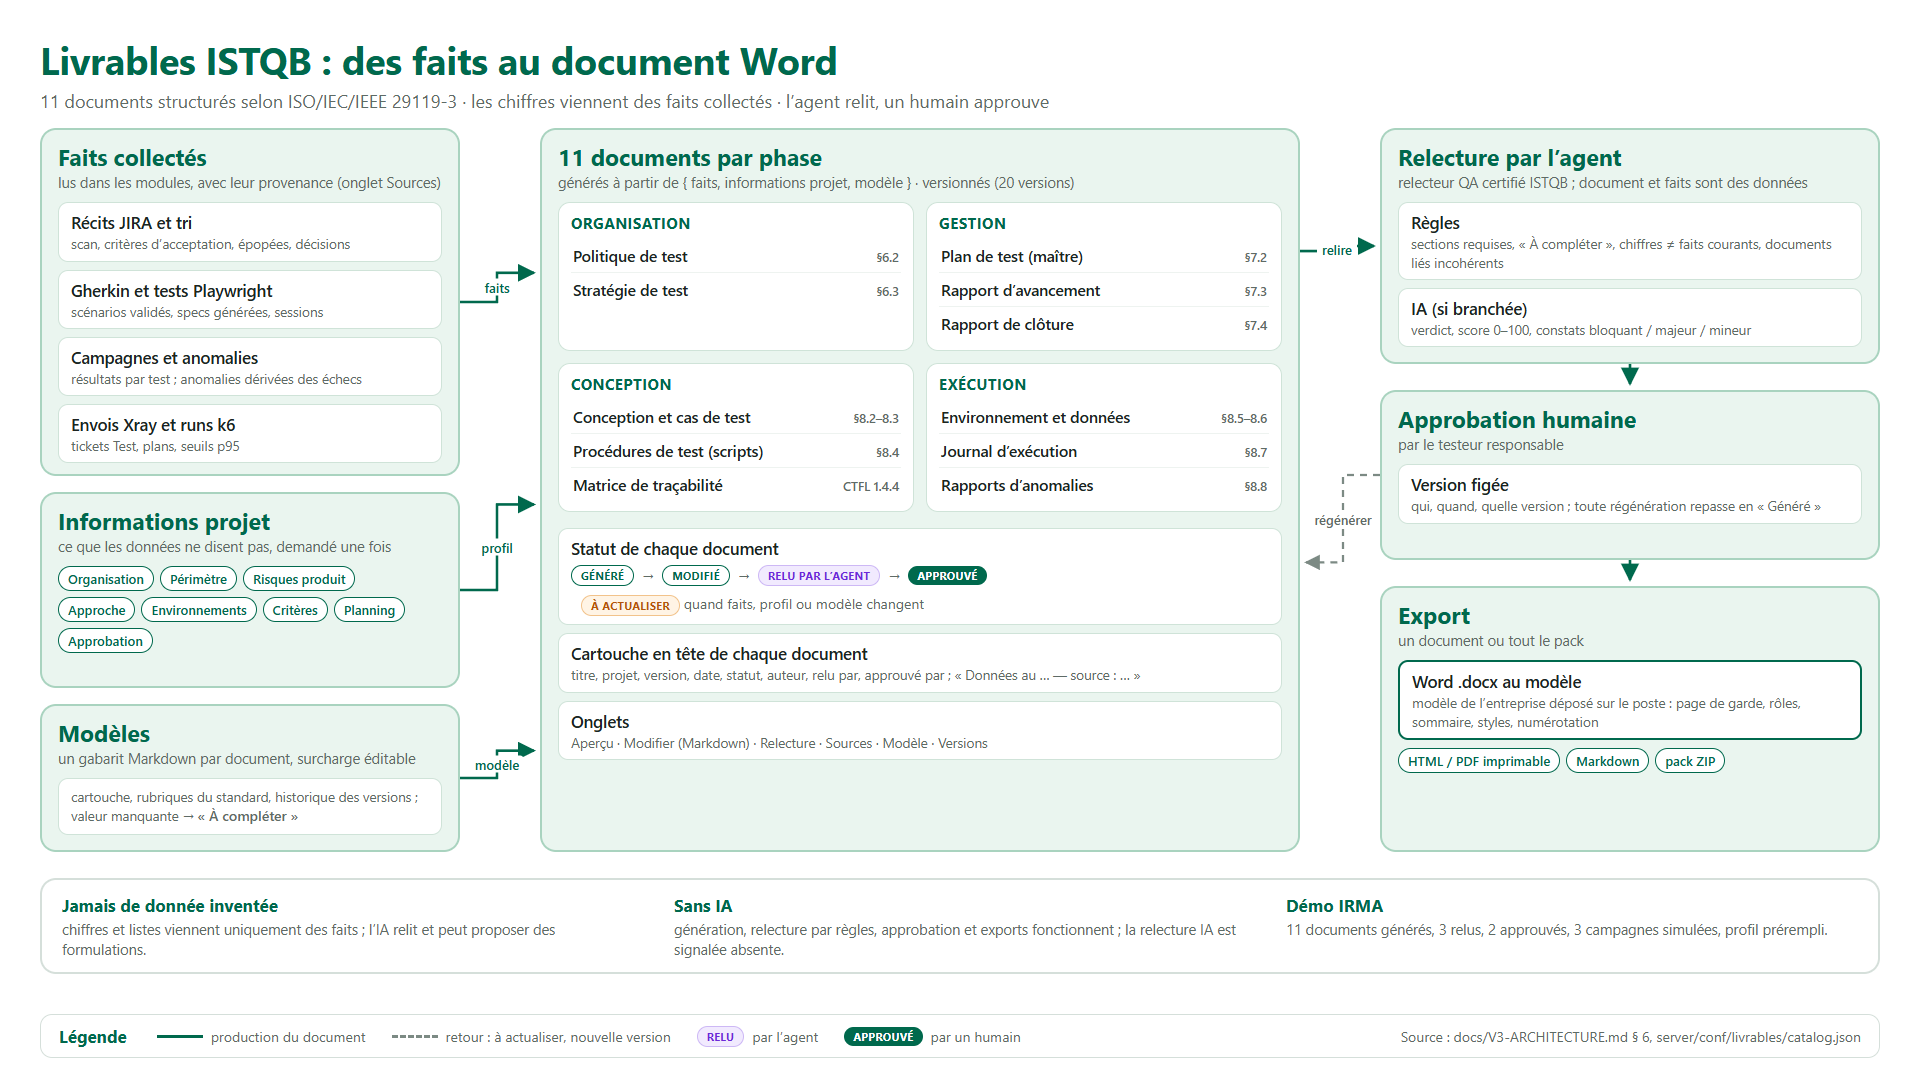 Livrables ISTQB : des faits au document Word
11 documents structurés selon ISO/IEC/IEEE 29119-3 · les chiffres viennent des faits collectés · l’agent relit, un humain approuve
Faits collectés
lus dans les modules, avec leur provenance (onglet Sources)
Récits JIRA et tri
scan, critères d’acceptation, épopées, décisions
Gherkin et tests Playwright
scénarios validés, specs générées, sessions
Campagnes et anomalies
résultats par test ; anomalies dérivées des échecs
Envois Xray et runs k6
tickets Test, plans, seuils p95
Informations projet
ce que les données ne disent pas, demandé une fois
Organisation Périmètre Risques produit
Approche Environnements Critères Planning
Approbation
Modèles
un gabarit Markdown par document, surcharge éditable
cartouche, rubriques du standard, historique des versions ;
valeur manquante → « À compléter »
faits
profil
modèle
11 documents par phase
générés à partir de { faits, informations projet, modèle } · versionnés (20 versions)
ORGANISATION
Politique de test §6.2
Stratégie de test §6.3
GESTION
Plan de test (maître) §7.2
Rapport d’avancement §7.3
Rapport de clôture §7.4
CONCEPTION
Conception et cas de test §8.2–8.3
Procédures de test (scripts) §8.4
Matrice de traçabilité CTFL 1.4.4
EXÉCUTION
Environnement et données §8.5–8.6
Journal d’exécution §8.7
Rapports d’anomalies §8.8
Statut de chaque document
GÉNÉRÉ → MODIFIÉ → RELU PAR L’AGENT → APPROUVÉ
À ACTUALISER quand faits, profil ou modèle changent
Cartouche en tête de chaque document
titre, projet, version, date, statut, auteur, relu par, approuvé par ; « Données au ... — source : ... »
Onglets
Aperçu · Modifier (Markdown) · Relecture · Sources · Modèle · Versions
relire
régénérer
Relecture par l’agent
relecteur QA certifié ISTQB ; document et faits sont des données
Règles
sections requises, « À compléter », chiffres ≠ faits courants, documents
liés incohérents
IA (si branchée)
verdict, score 0–100, constats bloquant / majeur / mineur
Approbation humaine
par le testeur responsable
Version figée
qui, quand, quelle version ; toute régénération repasse en « Généré »
Export
un document ou tout le pack
Word .docx au modèle
modèle de l’entreprise déposé sur le poste : page de garde, rôles,
sommaire, styles, numérotation
HTML / PDF imprimable Markdown pack ZIP
Jamais de donnée inventée
chiffres et listes viennent uniquement des faits ; l’IA relit et peut proposer des
formulations.
Sans IA
génération, relecture par règles, approbation et exports fonctionnent ; la relecture IA est
signalée absente.
Démo IRMA
11 documents générés, 3 relus, 2 approuvés, 3 campagnes simulées, profil prérempli.
Légende production du document retour : à actualiser, nouvelle version RELU par l’agent APPROUVÉ par un humain Source : docs/V3-ARCHITECTURE.md § 6, server/conf/livrables/catalog.json